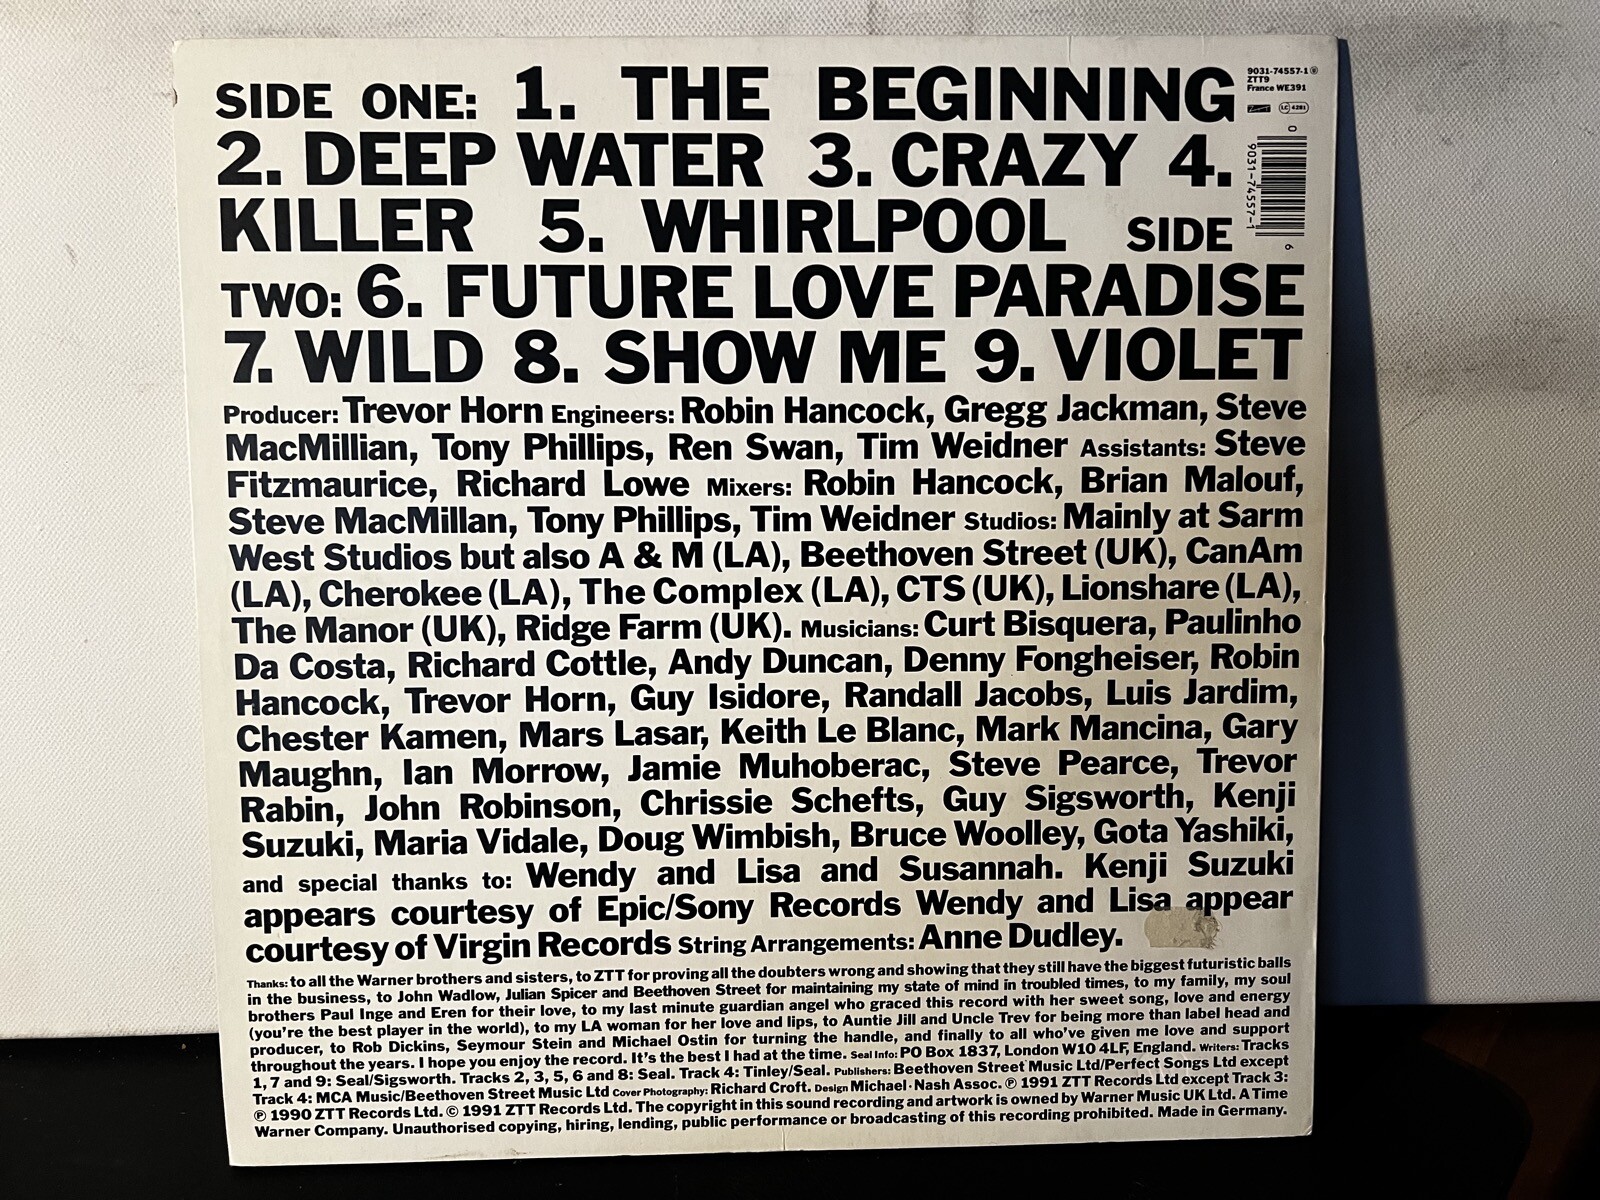 SIDE ONE: 1. THE BEGINNING
2. DEEP WATER 3. CRAZY 4.
KILLER 5. WHIRLPOOL SIDE
TWO: 6. FUTURE LOVE PARADISE
7. WILD 8. SHOW ME 9. VIOLET
9031-74557-1
ZTT9
France WE391
LC 4281
0
9031-74557-1
6
Producer: Trevor Horn Engineers: Robin Hancock, Gregg Jackman, Steve
MacMillian, Tony Phillips, Ren Swan, Tim Weidner Assistants: Steve
Fitzmaurice, Richard Lowe Mixers: Robin Hancock, Brian Malouf,
Steve MacMillan, Tony Phillips, Tim Weidner Studios: Mainly at Sarm
West Studios but also A & M (LA), Beethoven Street (UK), CanAm
(LA), Cherokee (LA), The Complex (LA), CTS (UK), Lionshare (LA),
The Manor (UK), Ridge Farm (UK). Musicians: Curt Bisquera, Paulinho
Da Costa, Richard Cottle, Andy Duncan, Denny Fongheiser, Robin
Hancock, Trevor Horn, Guy Isidore, Randall Jacobs, Luis Jardim,
Chester Kamen, Mars Lasar, Keith Le Blanc, Mark Mancina, Gary
Maughn, Ian Morrow, Jamie Muhoberac, Steve Pearce, Trevor
Rabin, John Robinson, Chrissie Schefts, Guy Sigsworth, Kenji
Suzuki, Maria Vidale, Doug Wimbish, Bruce Woolley, Gota Yashiki,
and special thanks to: Wendy and Lisa and Susannah. Kenji Suzuki
appears courtesy of Epic/Sony Records Wendy and Lisa appear
courtesy of Virgin Records String Arrangements: Anne Dudley.
Thanks: to all the Warner brothers and sisters, to ZTT for proving all the doubters wrong and showing that they still have the biggest futuristic balls
in the business, to John Wadlow, Julian Spicer and Beethoven Street for maintaining my state of mind in troubled times, to my family, my soul
brothers Paul Inge and Eren for their love, to my last minute guardian angel who graced this record with her sweet song, love and energy
(you're the best player in the world), to my LA woman for her love and lips, to Auntie Jill and Uncle Trev for being more than label head and
producer, to Rob Dickins, Seymour Stein and Michael Ostin for turning the handle, and finally to all who've given me love and support
throughout the years. I hope you enjoy the record. It's the best I had at the time. Seal Info: PO Box 1837, London W10 4LF, England. Writers: Tracks
1, 7 and 9: Seal/Sigsworth. Tracks 2, 3, 5, 6 and 8: Seal. Track 4: Tinley/Seal. Publishers: Beethoven Street Music Ltd/Perfect Songs Ltd except
Track 4: MCA Music/Beethoven Street Music Ltd Cover Photography: Richard Croft. Design Michael Nash Assoc. ℗ 1991 ZTT Records Ltd except Track 3:
℗ 1990 ZTT Records Ltd. © 1991 ZTT Records Ltd. The copyright in this sound recording and artwork is owned by Warner Music UK Ltd. A Time
Warner Company. Unauthorised copying, hiring, lending, public performance or broadcasting of this recording prohibited. Made in Germany.